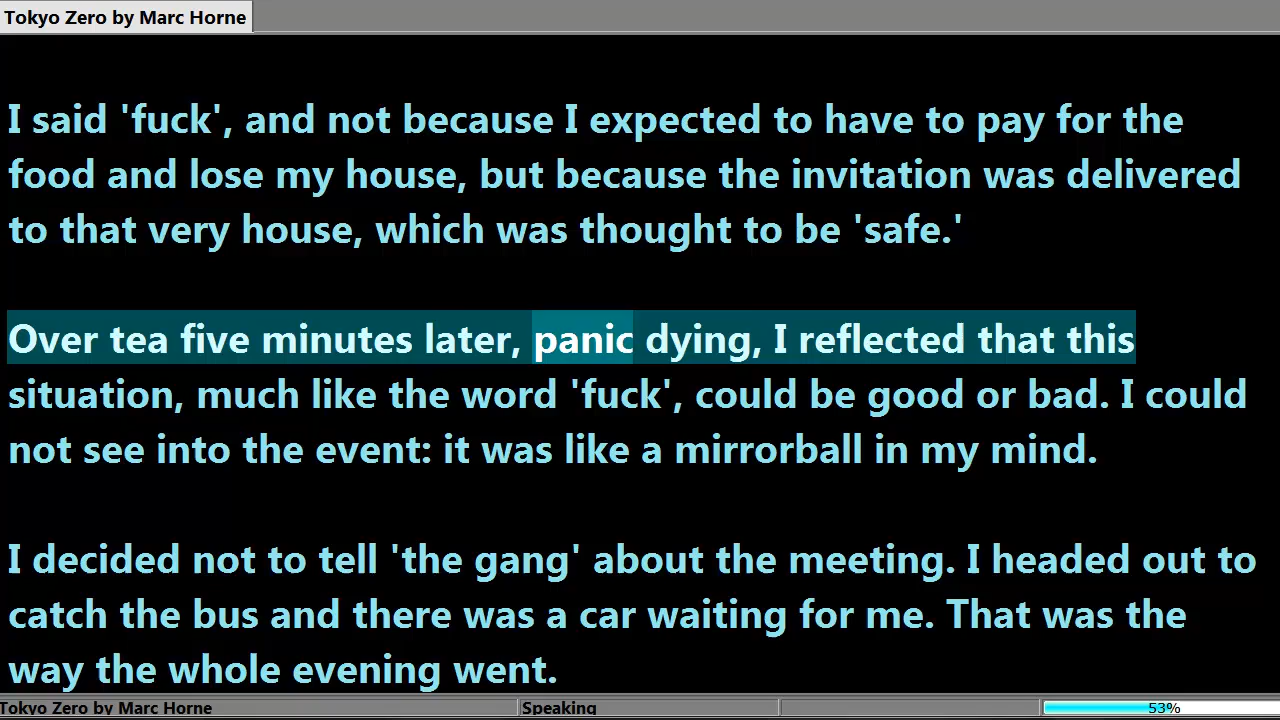 Tokyo Zero by Marc Horne
I said 'fuck', and not because I expected to have to pay for the
food and lose my house, but because the invitation was delivered
to that very house, which was thought to be 'safe.'
Over tea five minutes later, panic dying, I reflected that this
situation, much like the word 'fuck', could be good or bad. I could
not see into the event: it was like a mirrorball in my mind.
I decided not to tell 'the gang' about the meeting. I headed out to
catch the bus and there was a car waiting for me. That was the
way the whole evening went.
Tokyo Zero by Marc Horne Speaking 53%